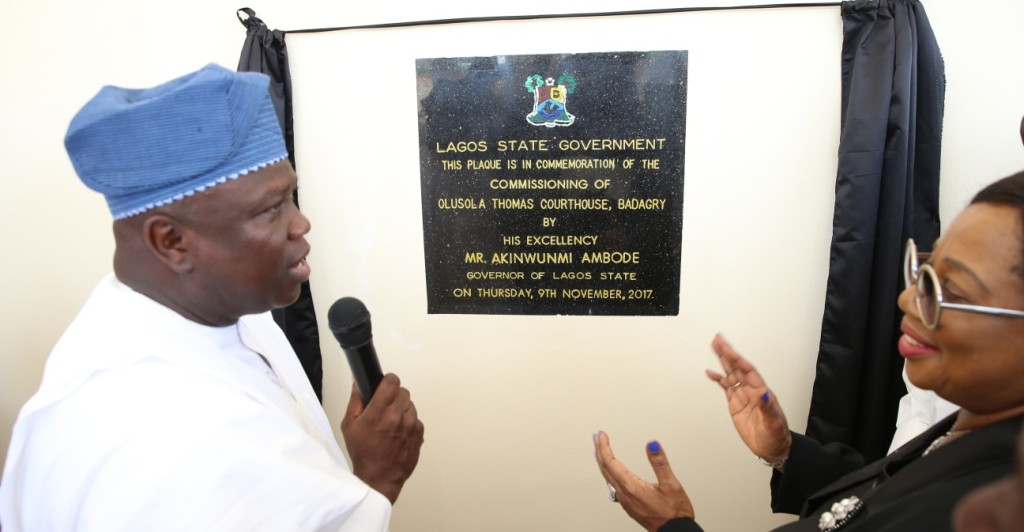 LAGOS STATE GOVERNMENT
THIS PLAQUE IS IN COMMEMORATION OF THE
COMMISSIONING OF
OLUSOLA THOMAS COURTHOUSE, BADAGRY
BY
HIS EXCELLENCY
MR. AKINWUNMI AMBODE
GOVERNOR OF LAGOS STATE
ON THURSDAY, 9TH NOVEMBER, 2017.